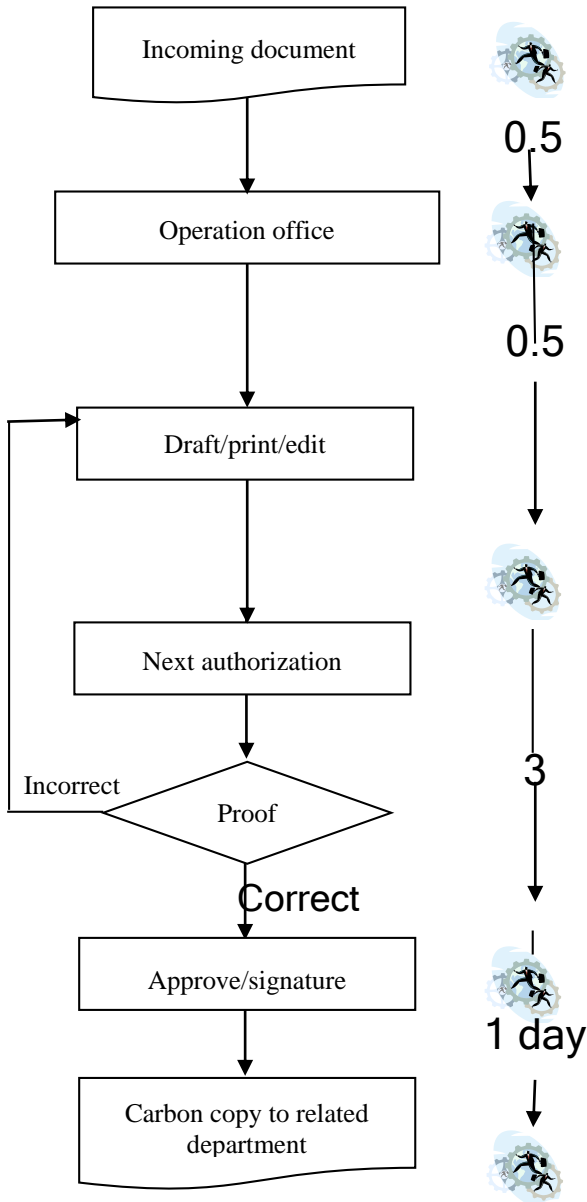 Incoming document
0.5
Operation office
0.5
Draft/print/edit
Next authorization
Incorrect
Proof
3
Correct
Approve/signature
1 day
Carbon copy to related
department